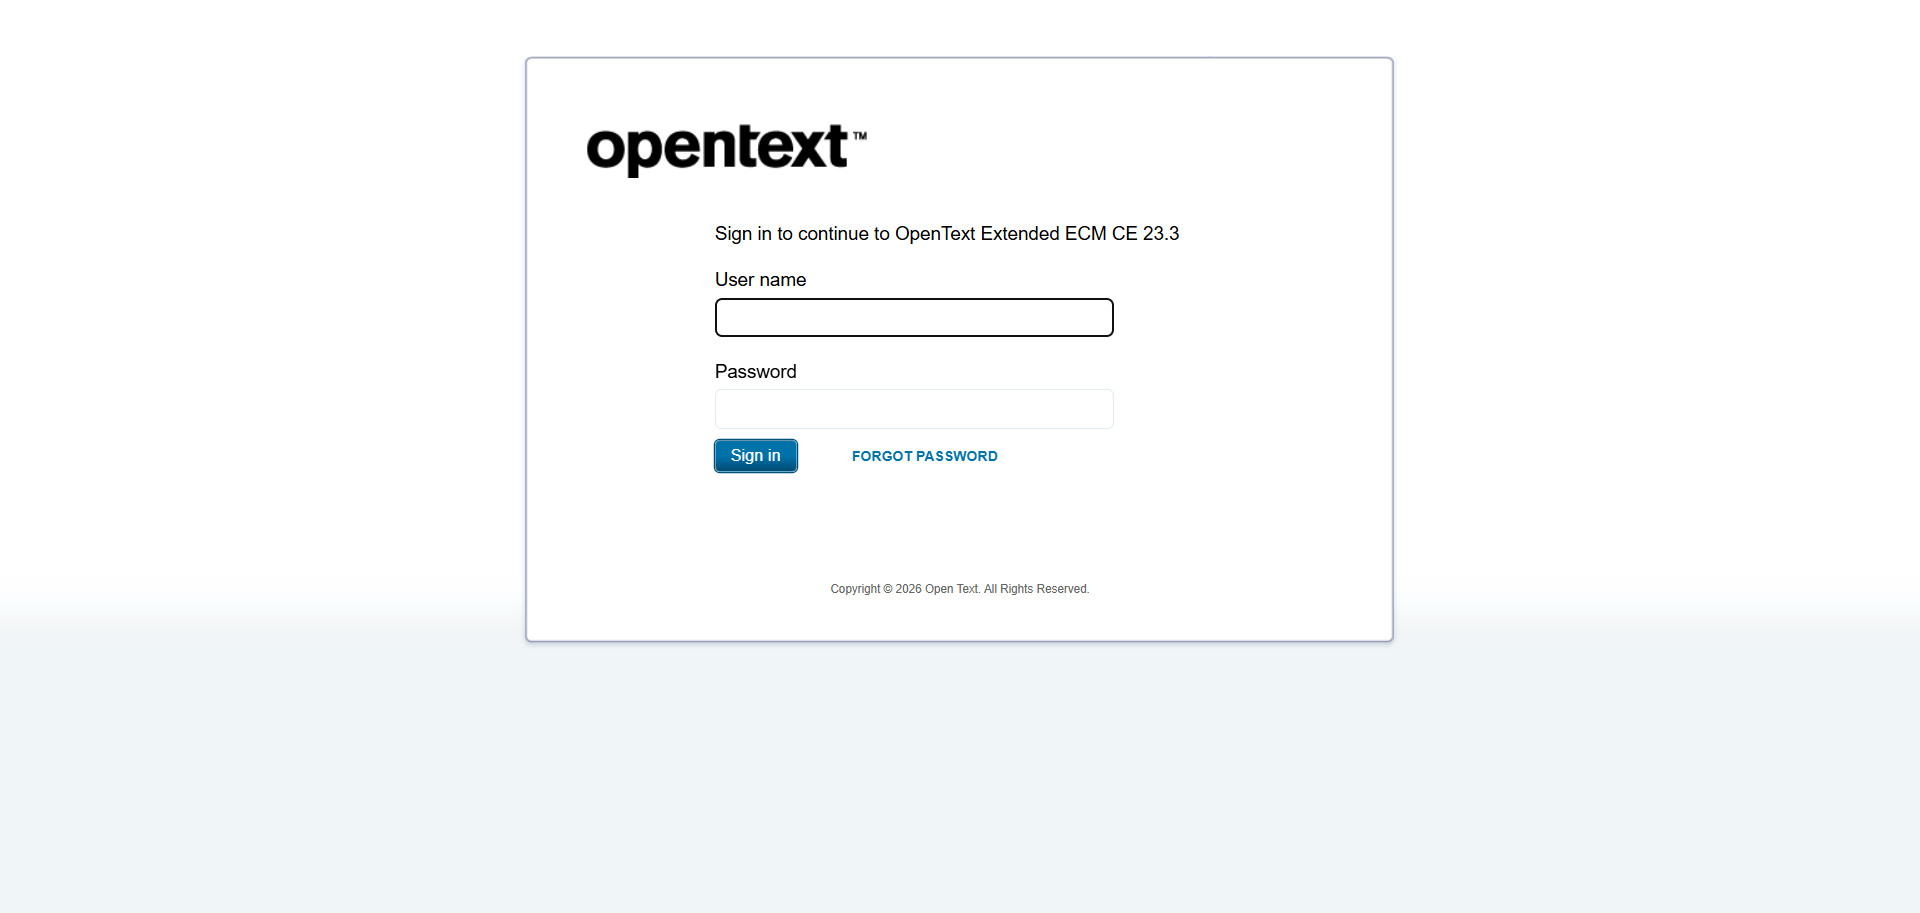 opentext™
Sign in to continue to OpenText Extended ECM CE 23.3
User name
Password
Sign in FORGOT PASSWORD
Copyright © 2026 Open Text. All Rights Reserved.